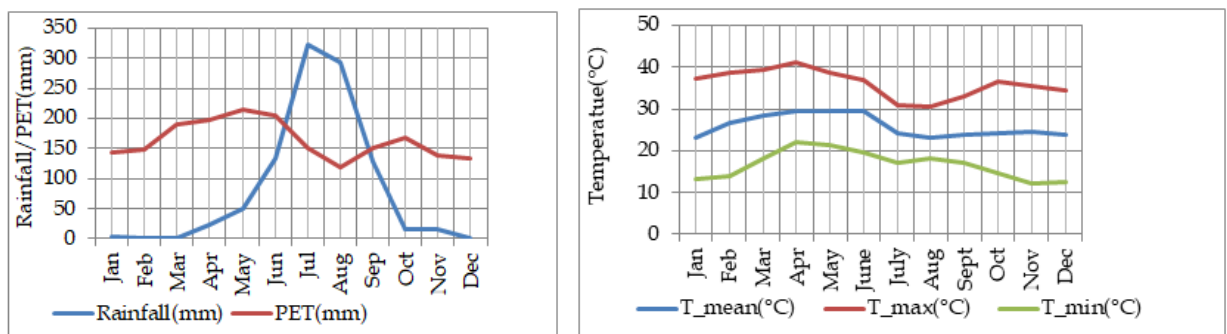 Rainfall/PET(mm)
350
300
250
200
150
100
50
0
Jan Feb Mar Apr May Jun Jul Aug Sep Oct Nov Dec
Rainfall(mm) PET(mm)
Temperatue(°C)
50
40
30
20
10
0
Jan Feb Mar Apr May June July Aug Sept Oct Nov Dec
T_mean(°C) T_max(°C) T_min(°C)